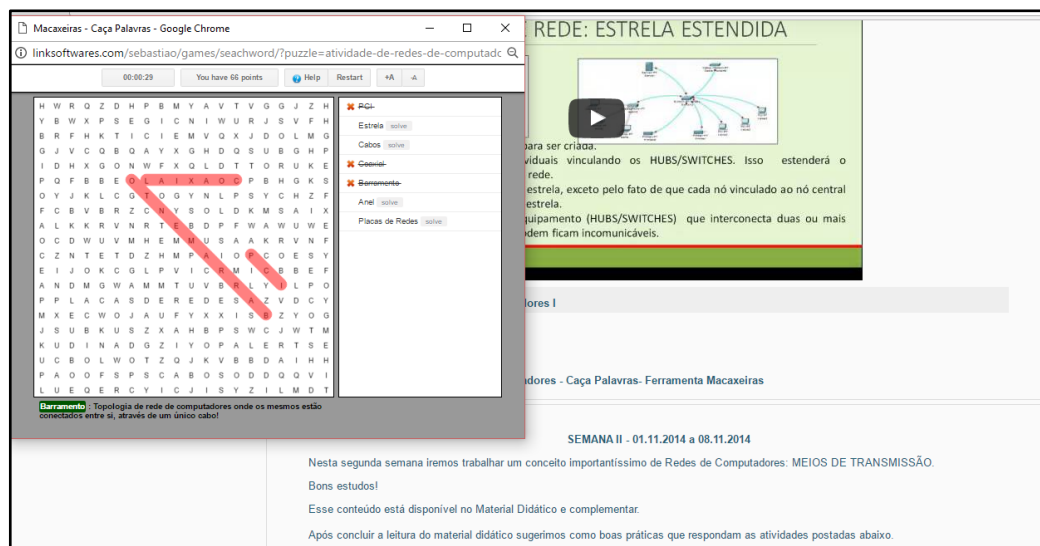 Macaxeiras - Caça Palavras - Google Chrome
linksoftwares.com/sebastiao/games/seachword/?puzzle=atividade-de-redes-de-computadc
00:00:29 You have 66 points Help Restart +A -A
H W R Q Z D H P B M Y A V T V G G J Z H
Y B W X P S E G I C N I W U R J S V F H
B R F H K T I C I E M V Q X J D O L M G
G J V C Q B Q A Y X G H D Q S U B G H P
I D H X G O N W F X Q L D T T O R U K E
P Q F B B E O L A I X A O C P B H G K S
O Y J K L C G T O G Y N L P S Y C H Z F
F C B V B R Z C N Y S O L D K M S A I X
A L K K R V N R T E B D P F W A W U W E
O C D W U V M H E M M U S A A K R V N F
C Z N T E T D Z H M P A I O P C O E S Y
E I J O K C G L P V I C R M I C B B E F
A N D M G W A M M T U V B R L Y I L P O
P P L A C A S D E R E D E S A Z V D C Y
M X E C W O J A U F Y X X I S B Z Y O G
J S U B K U S Z X A H B P S W C J W T M
K U D I N A D G Z I Y O P A L E R T S E
U C B O L W O T Z Q J K V B B D A I H H
P A O O F S P S C A B O S O D D Q Q V I
L U E Q E R C Y I C J I S Y Z I L M D T
PCI
Estrela solve
Cabos solve
Coaxial
Barramento
Anel solve
Placas de Redes solve
Barramento : Topologia de rede de computadores onde os mesmos estão
conectados entre si, através de um único cabo!
REDE: ESTRELA ESTENDIDA
para ser criada.
viduais vinculando os HUBS/SWITCHES. Isso estenderá o
rede.
estrela, exceto pelo fato de que cada nó vinculado ao nó central
estrela.
quipamento (HUBS/SWITCHES) que interconecta duas ou mais
odem ficam incomunicáveis.
dores I
dores - Caça Palavras- Ferramenta Macaxeiras
SEMANA II - 01.11.2014 a 08.11.2014
Nesta segunda semana iremos trabalhar um conceito importantíssimo de Redes de Computadores: MEIOS DE TRANSMISSÃO.
Bons estudos!
Esse conteúdo está disponível no Material Didático e complementar.
Após concluir a leitura do material didático sugerimos como boas práticas que respondam as atividades postadas abaixo.